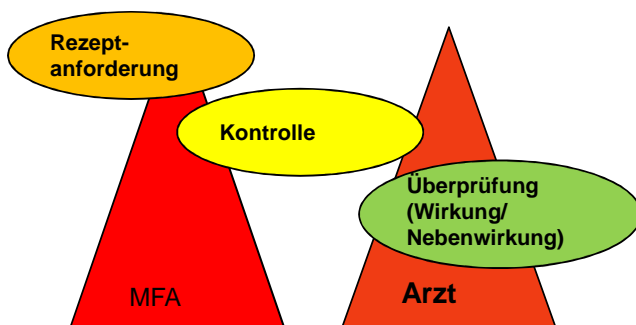 Rezept-
anforderung
Kontrolle
Überprüfung
(Wirkung/
Nebenwirkung)
MFA
Arzt